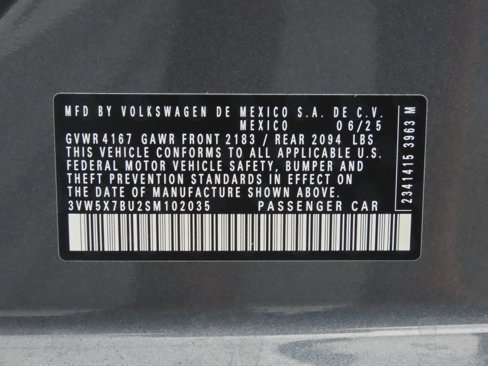 MFD BY VOLKSWAGEN DE MEXICO S.A. DE C.V.
MEXICO 06/25
GVWR 4167 GAWR FRONT 2183 / REAR 2094 LBS
THIS VEHICLE CONFORMS TO ALL APPLICABLE U.S.
FEDERAL MOTOR VEHICLE SAFETY, BUMPER AND
THEFT PREVENTION STANDARDS IN EFFECT ON
THE DATE OF MANUFACTURE SHOWN ABOVE.
3VW5X7BU2SM102035 PASSENGER CAR
2341415 3963 M